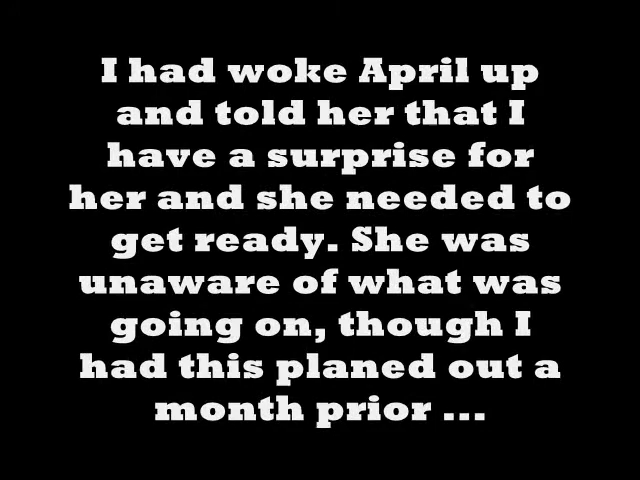 I had woke April up
and told her that I
have a surprise for
her and she needed to
get ready. She was
unaware of what was
going on, though I
had this planed out a
month prior ...